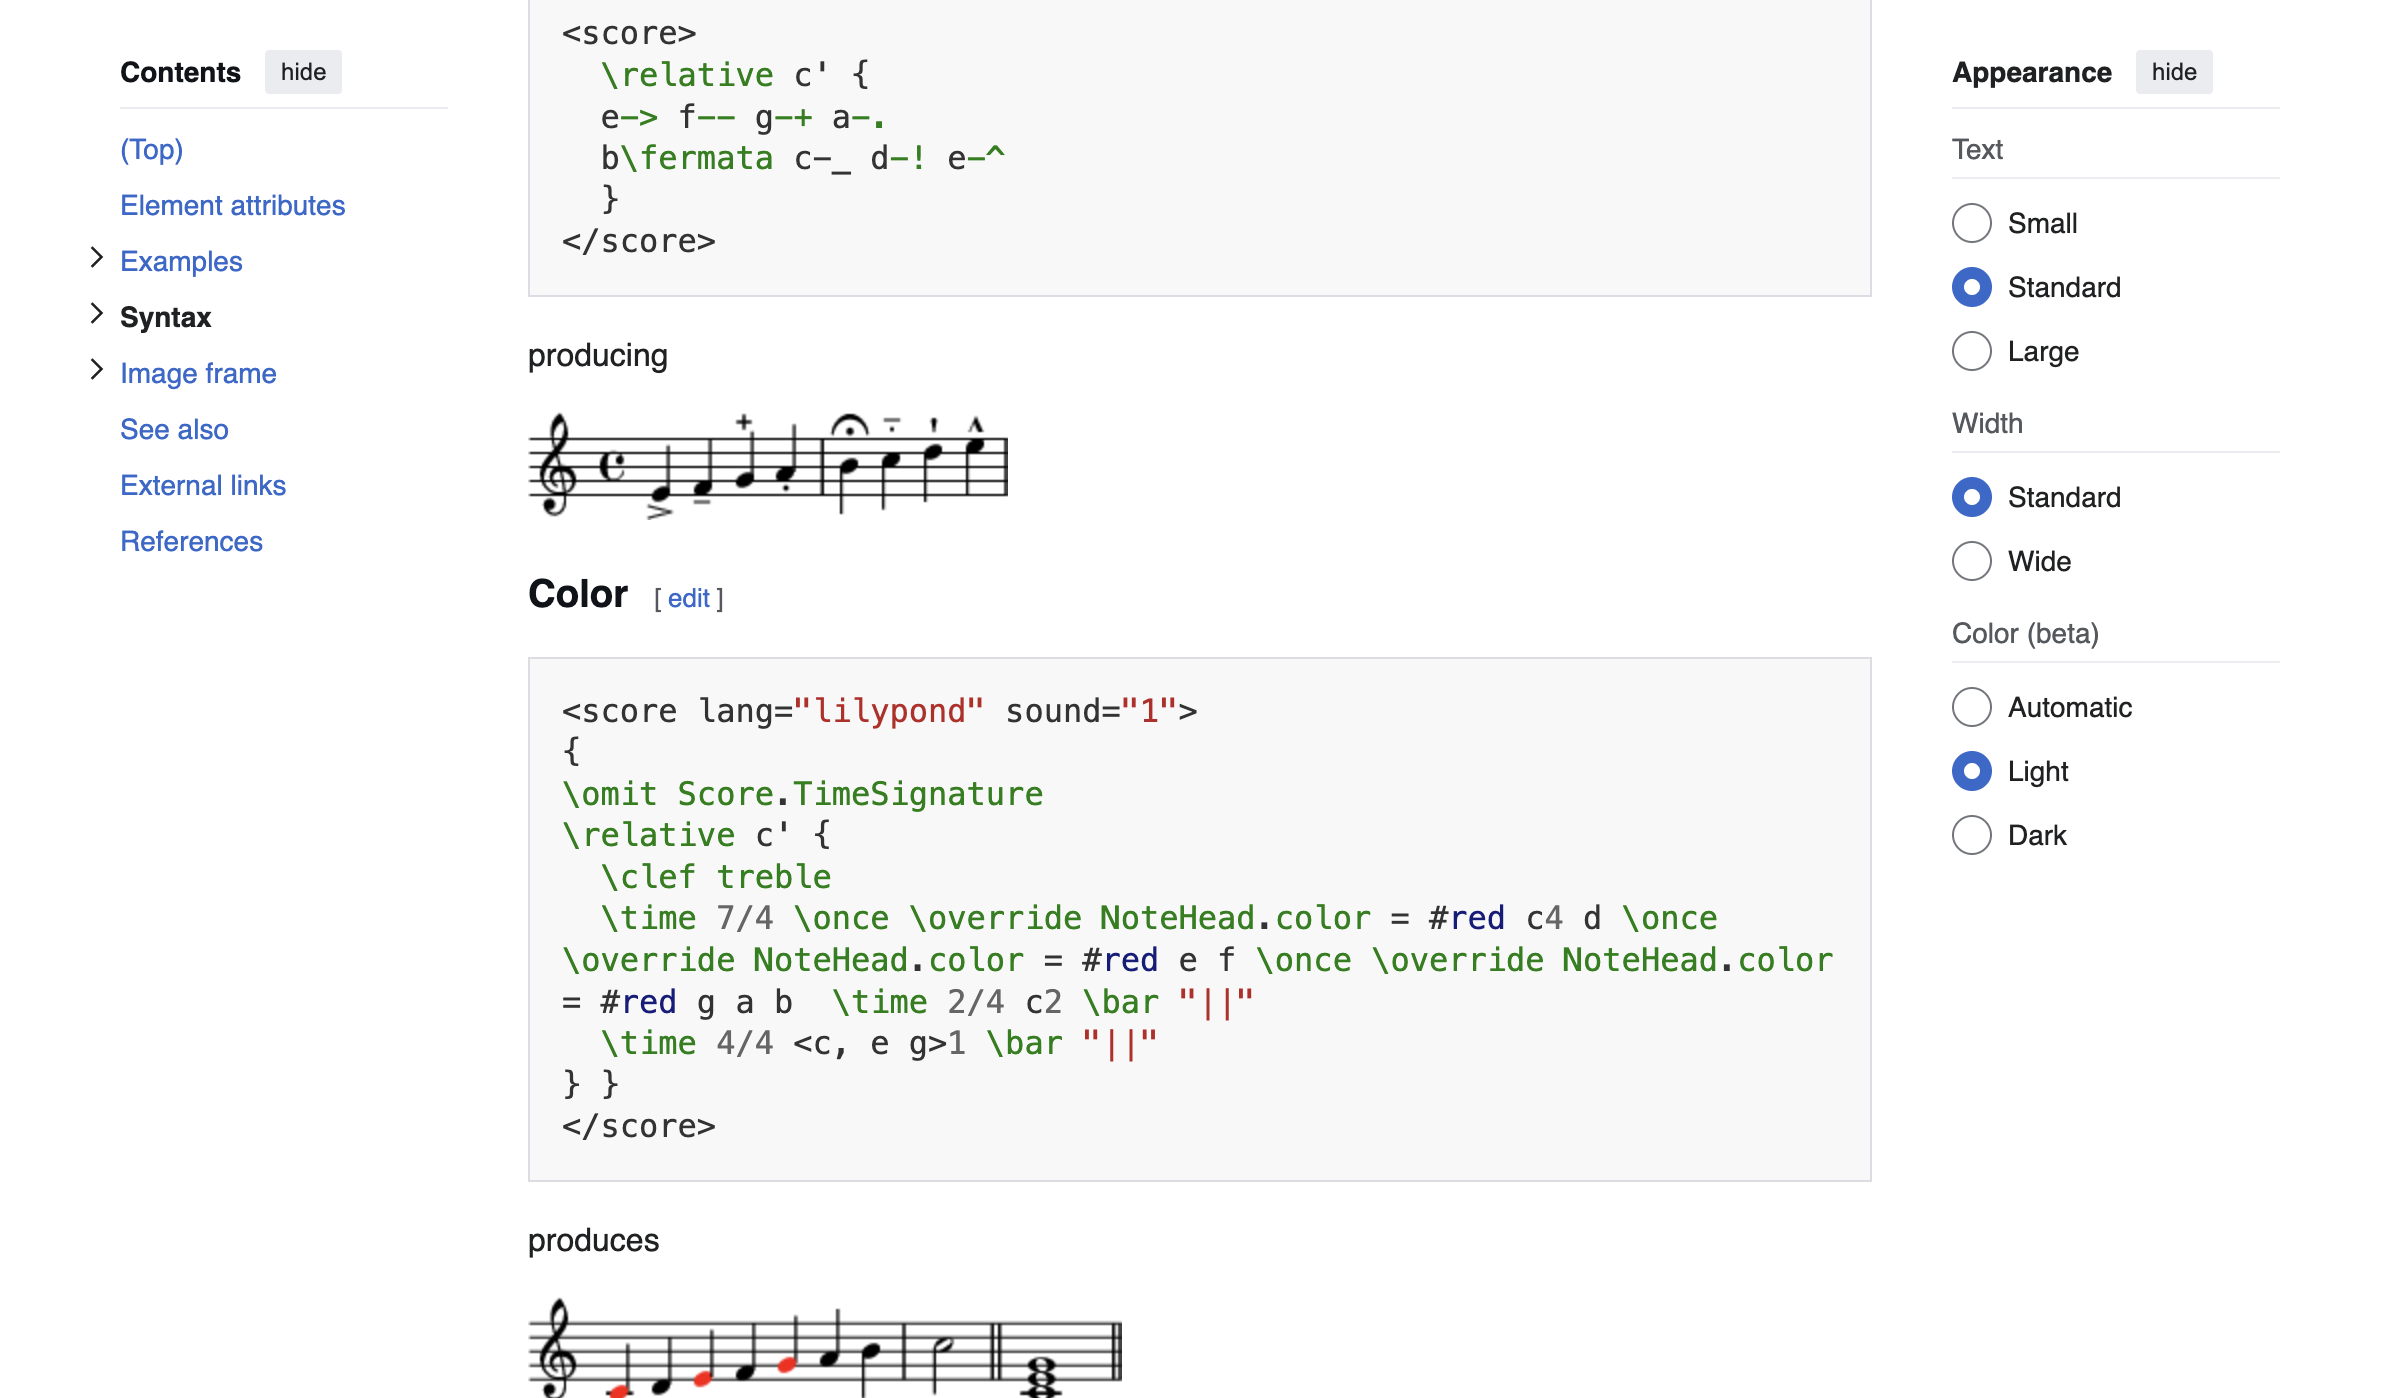 Contents hide
(Top)
Element attributes
Examples
Syntax
Image frame
See also
External links
References
<score>
  \relative c' {
  e-> f-- g-+ a-.
  b\fermata c-_ d-! e-^
  }
</score>
producing
Color [ edit ]
<score lang="lilypond" sound="1">
{
\omit Score.TimeSignature
\relative c' {
  \clef treble
  \time 7/4 \once \override NoteHead.color = #red c4 d \once
\override NoteHead.color = #red e f \once \override NoteHead.color
= #red g a b  \time 2/4 c2 \bar "||"
  \time 4/4 <c, e g>1 \bar "||"
} }
</score>
produces
Appearance hide
Text
Small
Standard
Large
Width
Standard
Wide
Color (beta)
Automatic
Light
Dark